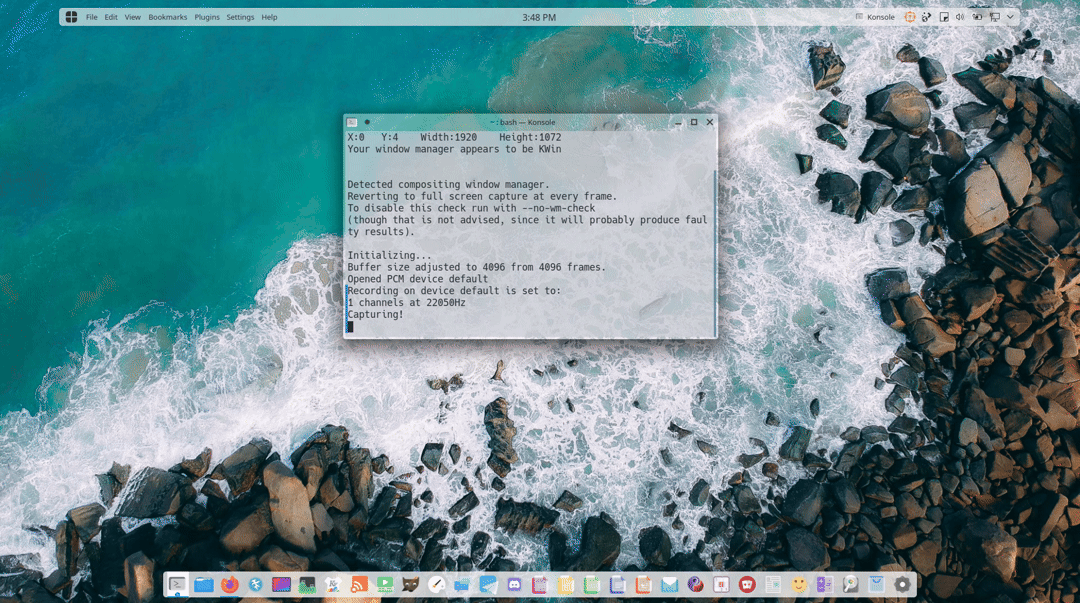 File Edit View Bookmarks Plugins Settings Help
3:48 PM
Konsole
~ : bash — Konsole
X:0 Y:4 Width:1920 Height:1072
Your window manager appears to be KWin
Detected compositing window manager.
Reverting to full screen capture at every frame.
To disable this check run with --no-wm-check
(though that is not advised, since it will probably produce faul
ty results).
Initializing...
Buffer size adjusted to 4096 from 4096 frames.
Opened PCM device default
Recording on device default is set to:
1 channels at 22050Hz
Capturing!